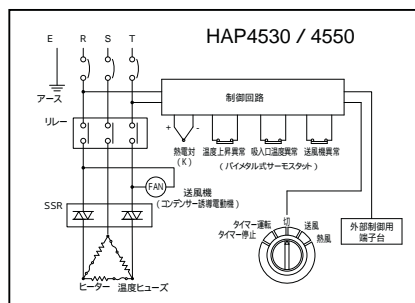 HAP4530 / 4550
E R S T
アース
制御回路
リレー
+ -
熱電対
(K)
温度上昇異常
吸入口温度異常
送風機異常
(バイメタル式サーモスタット)
FAN
送風機
(コンデンサー誘導電動機)
SSR
切
タイマー運転
タイマー停止
送風
熱風
外部制御用
端子台
ヒーター
温度ヒューズ